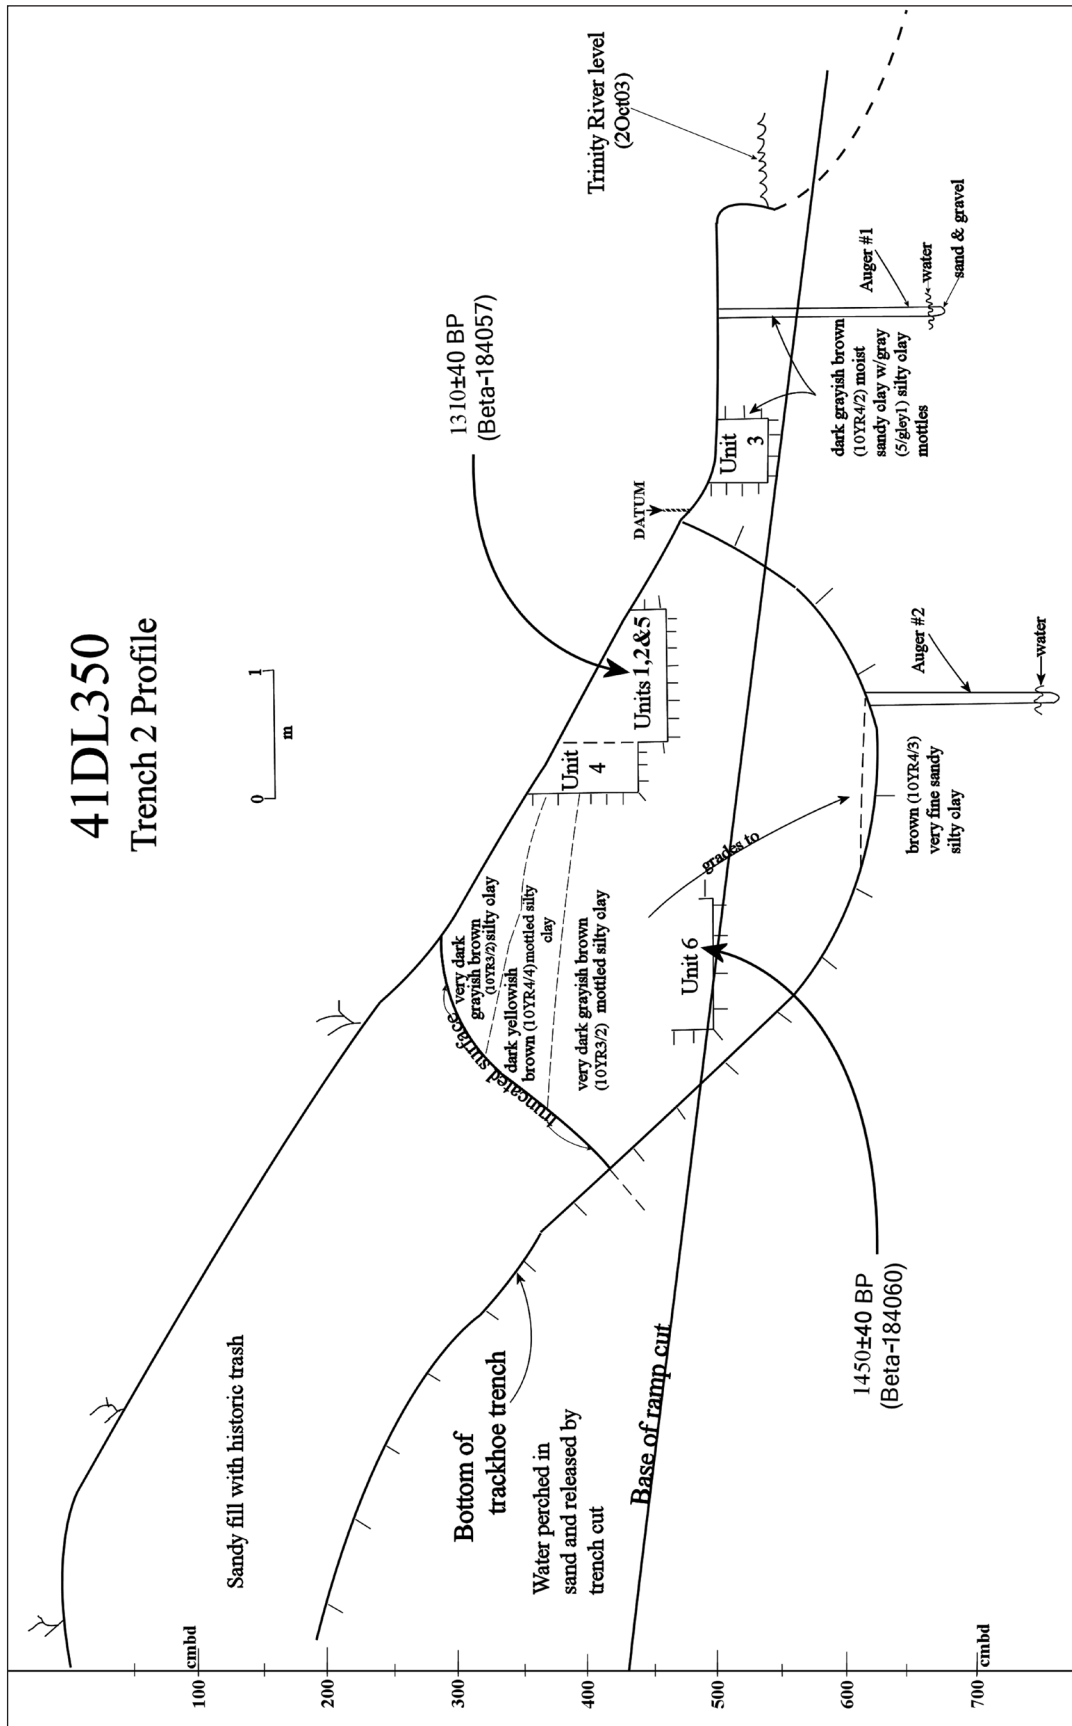 41DL350
Trench 2 Profile
0
1
m
Trinity River level
(2Oct03)
1310±40 BP
(Beta-184057)
DATUM
Unit
3
Units 1,2&5
Unit
4
Unit 6
truncated surface
very dark
grayish brown
(10YR3/2) silty clay
dark yellowish
brown (10YR4/4) mottled silty
clay
very dark grayish brown
(10YR3/2) mottled silty clay
grades to
dark grayish brown
(10YR4/2) moist
sandy clay w/gray
(5/gley1) silty clay
mottles
Auger #1
water
sand & gravel
Auger #2
water
brown (10YR4/3)
very fine sandy
silty clay
Sandy fill with historic trash
Bottom of
trackhoe trench
Water perched in
sand and released by
trench cut
Base of ramp cut
1450±40 BP
(Beta-184060)
cmbd
100
200
300
400
500
600
700
cmbd